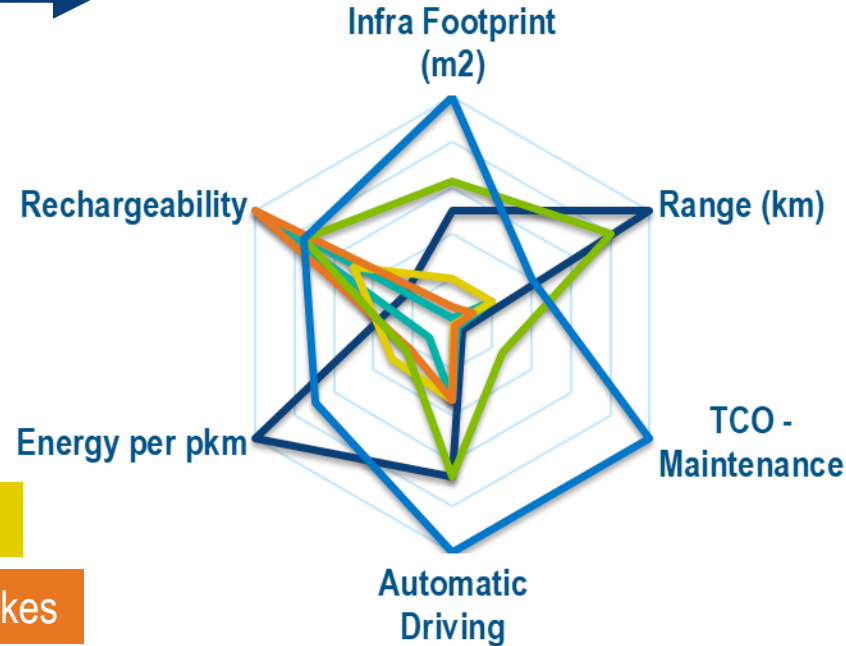 Infra Footprint
(m2)
Rechargeability
Range (km)
TCO -
Maintenance
Energy per pkm
Automatic
Driving
kes